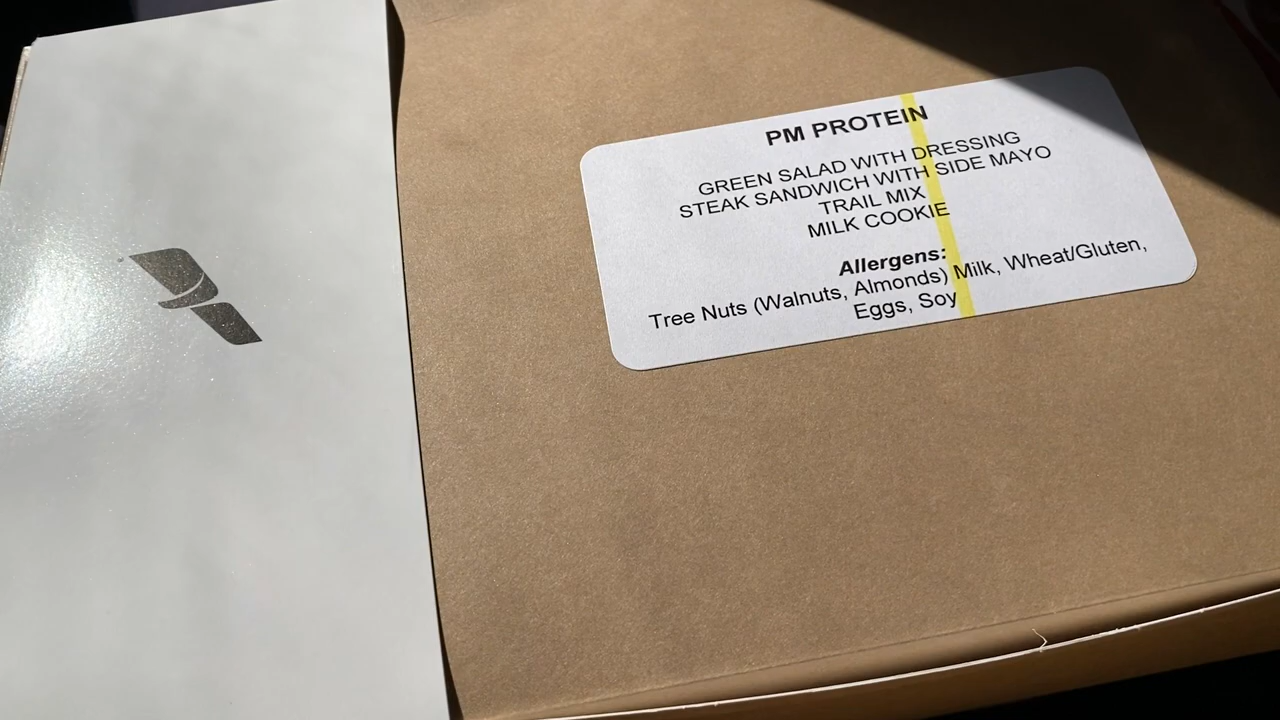 PM PROTEIN
GREEN SALAD WITH DRESSING
STEAK SANDWICH WITH SIDE MAYO
TRAIL MIX
MILK COOKIE
Allergens:
Tree Nuts (Walnuts, Almonds) Milk, Wheat/Gluten,
Eggs, Soy